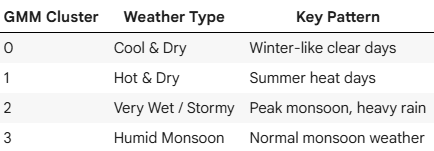 GMM Cluster Weather Type Key Pattern
0 Cool & Dry Winter-like clear days
1 Hot & Dry Summer heat days
2 Very Wet / Stormy Peak monsoon, heavy rain
3 Humid Monsoon Normal monsoon weather